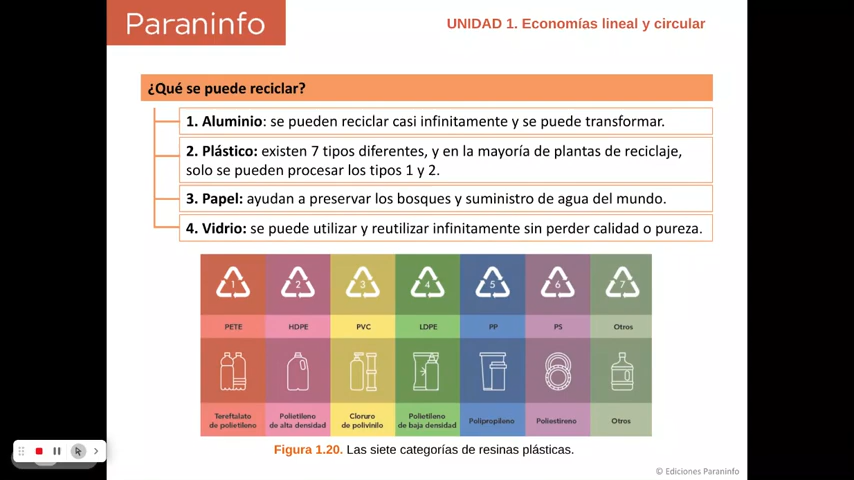 Paraninfo
UNIDAD 1. Economías lineal y circular
¿Qué se puede reciclar?
1. Aluminio: se pueden reciclar casi infinitamente y se puede transformar.
2. Plástico: existen 7 tipos diferentes, y en la mayoría de plantas de reciclaje,
solo se pueden procesar los tipos 1 y 2.
3. Papel: ayudan a preservar los bosques y suministro de agua del mundo.
4. Vidrio: se puede utilizar y reutilizar infinitamente sin perder calidad o pureza.
1 2 3 4 5 6 7
PETE HDPE PVC LDPE PP PS Otros
Tereftalato de polietileno
Polietileno de alta densidad
Cloruro de polivinilo
Polietileno de baja densidad
Polipropileno
Poliestireno
Otros
Figura 1.20. Las siete categorías de resinas plásticas.
© Ediciones Paraninfo